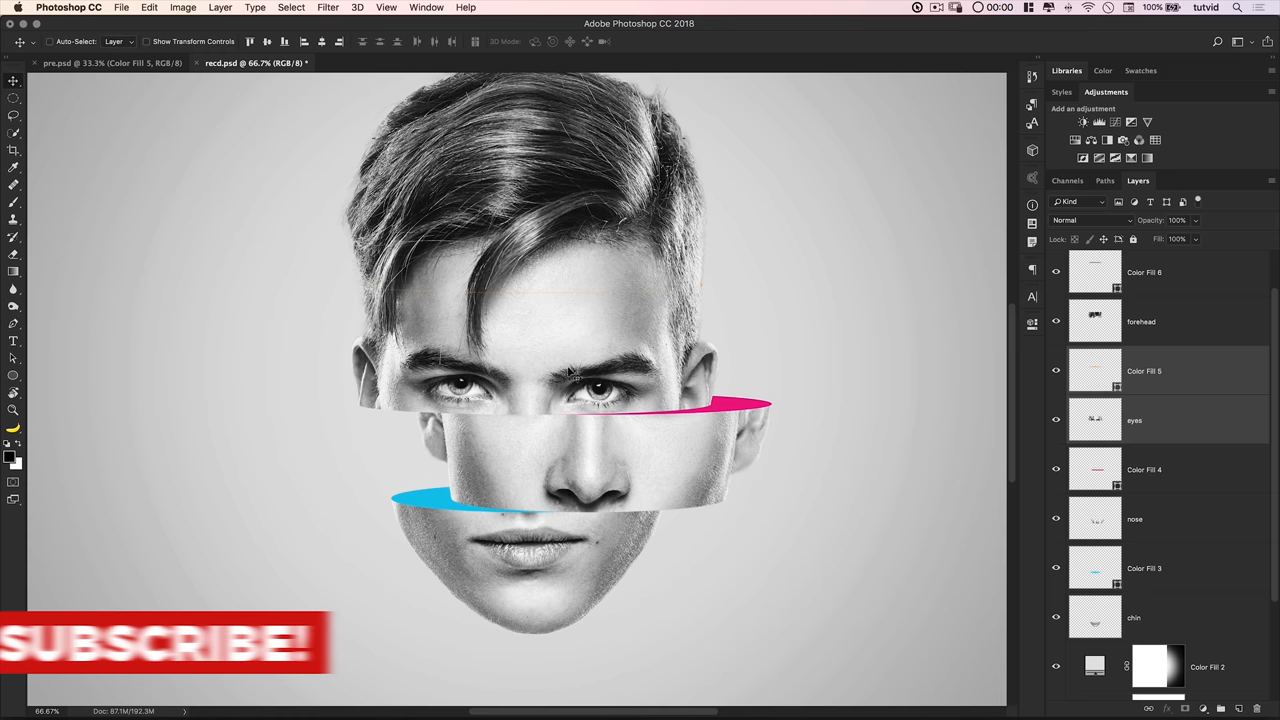 Photoshop CC File Edit Image Layer Type Select Filter 3D View Window Help 00:00 100% tutvid
Adobe Photoshop CC 2018
Auto-Select: Layer Show Transform Controls 3D Mode:
× pre.psd @ 33.3% (Color Fill 5, RGB/8) × recd.psd @ 66.7% (RGB/8) *
Libraries Color Swatches
Styles Adjustments
Add an adjustment
Channels Paths Layers
Kind
Normal Opacity: 100%
Lock: Fill: 100%
Color Fill 6
forehead
Color Fill 5
eyes
Color Fill 4
nose
Color Fill 3
chin
Color Fill 2
SUBSCRIBE!
66.67% Doc: 87.1M/192.3M